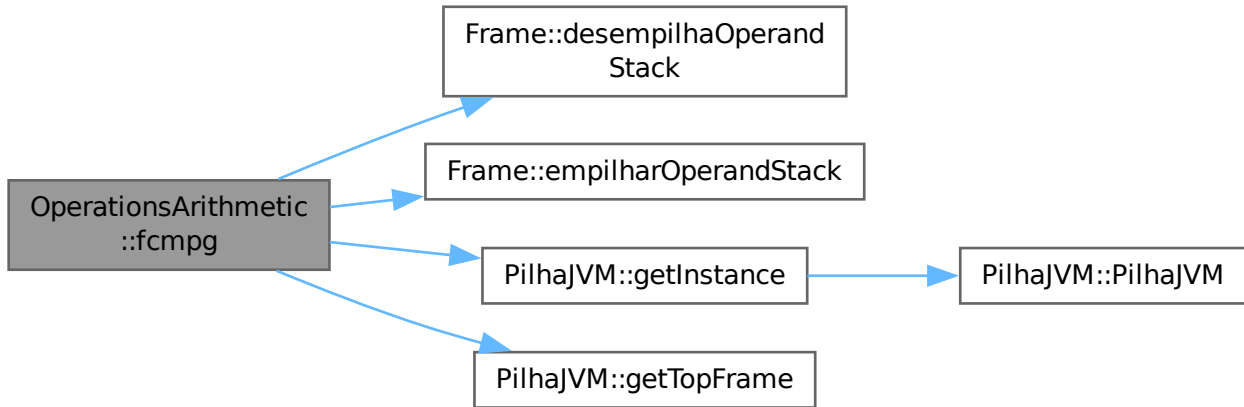 Frame::desempilhaOperand
Stack
OperationsArithmetic
::fcmpg
Frame::empilharOperandStack
PilhaJVM::getInstance
PilhaJVM::PilhaJVM
PilhaJVM::getTopFrame